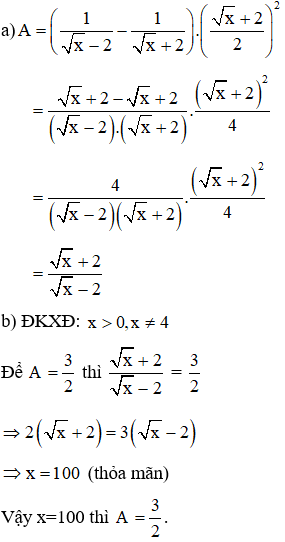 a) A = (1/(√x − 2) − 1/(√x + 2)).((√x + 2)/2)²
= (√x + 2 − √x + 2)/((√x − 2).(√x + 2)).(√x + 2)²/4
= 4/((√x − 2)(√x + 2)).(√x + 2)²/4
= (√x + 2)/(√x − 2)
b) ĐKXĐ: x > 0, x ≠ 4
Để A = 3/2 thì (√x + 2)/(√x − 2) = 3/2
⇒ 2(√x + 2) = 3(√x − 2)
⇒ x = 100 (thỏa mãn)
Vậy x=100 thì A = 3/2.